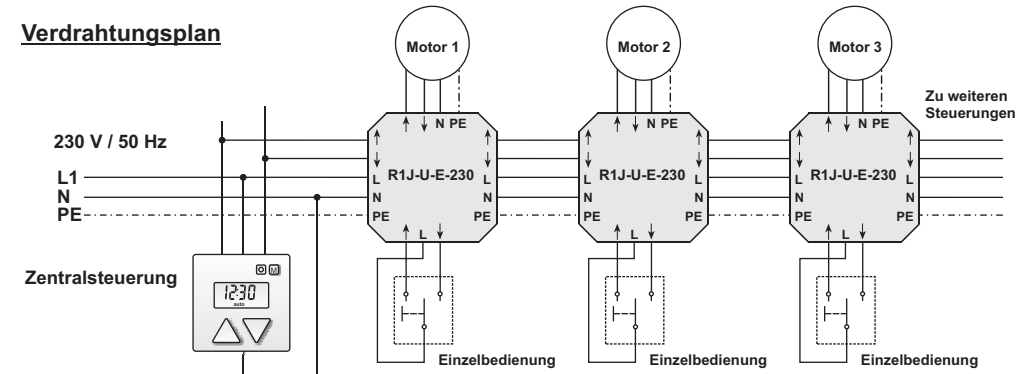 Verdrahtungsplan
Motor 1
Motor 2
Motor 3
Zu weiteren
Steuerungen
↑ ↓ N PE
↑ ↓ N PE
↑ ↓ N PE
230 V / 50 Hz
R1J-U-E-230
R1J-U-E-230
R1J-U-E-230
L1
L L L L L L
N
N N N N N N
PE
PE PE PE PE PE PE
↑ L ↓
↑ L ↓
↑ L ↓
Zentralsteuerung
M
12:30
auto
Einzelbedienung
Einzelbedienung
Einzelbedienung